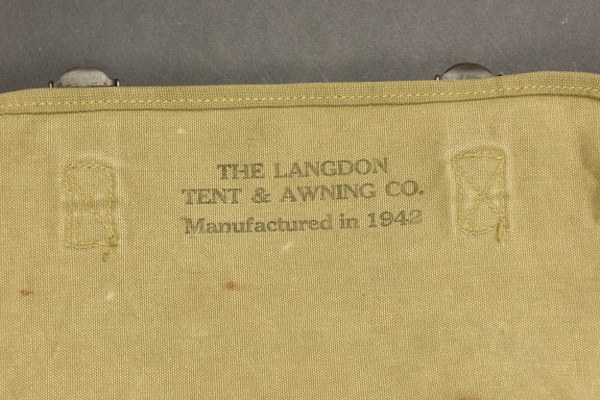 THE LANGDON
TENT & AWNING CO.
Manufactured in 1942